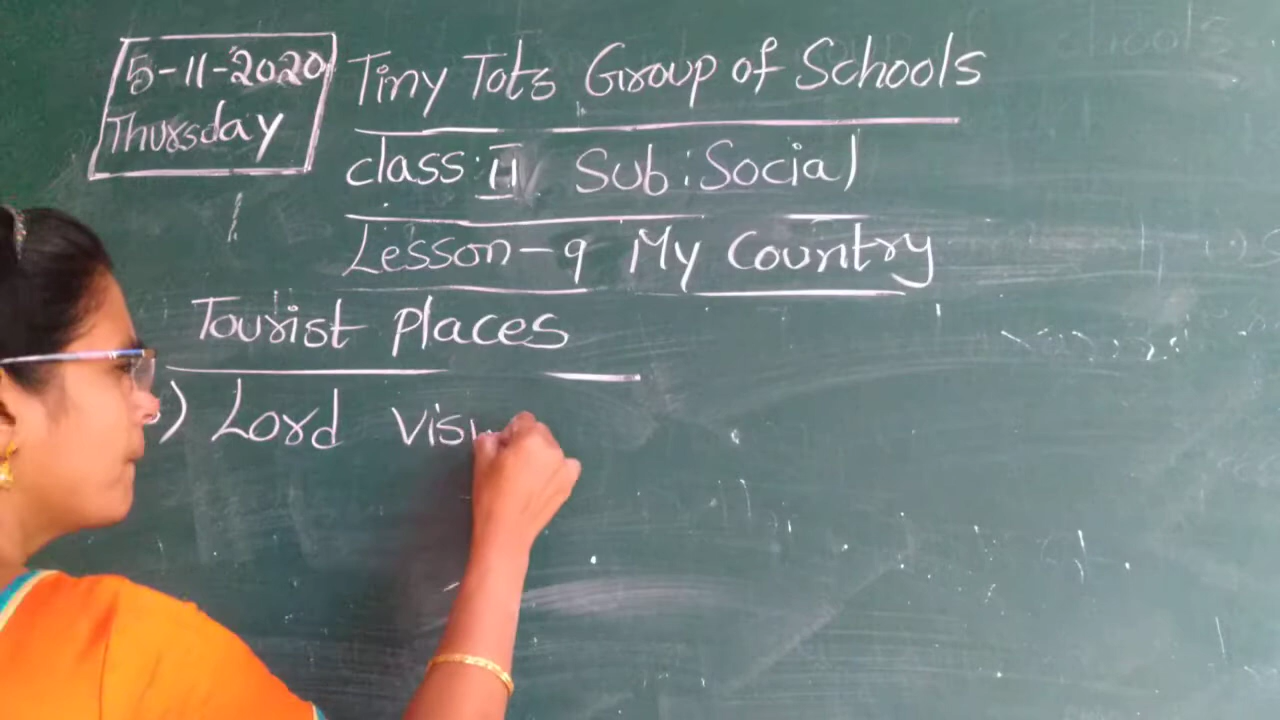 5-11-2020
Thursday
Tiny Tots Group of Schools
class: II Sub: Social
Lesson-9 My Country
Tourist Places
) Lord Visi